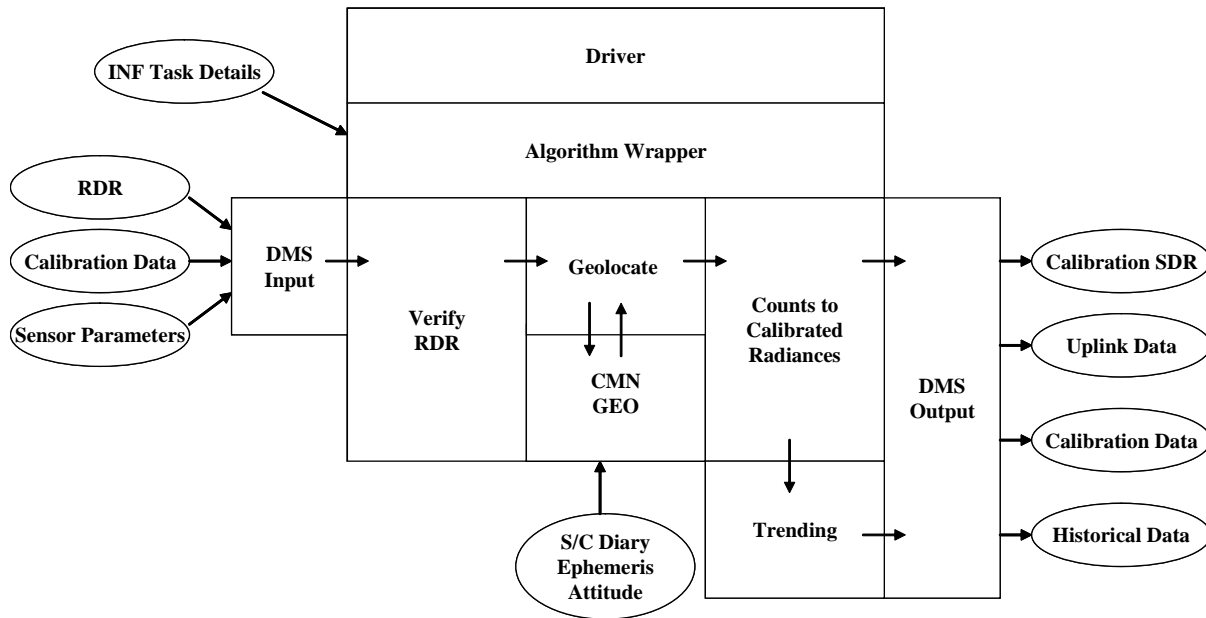 Driver
INF Task Details
Algorithm Wrapper
RDR
Calibration Data
Sensor Parameters
DMS
Input
Verify
RDR
Geolocate
CMN
GEO
S/C Diary
Ephemeris
Attitude
Counts to
Calibrated
Radiances
Trending
DMS
Output
Calibration SDR
Uplink Data
Calibration Data
Historical Data